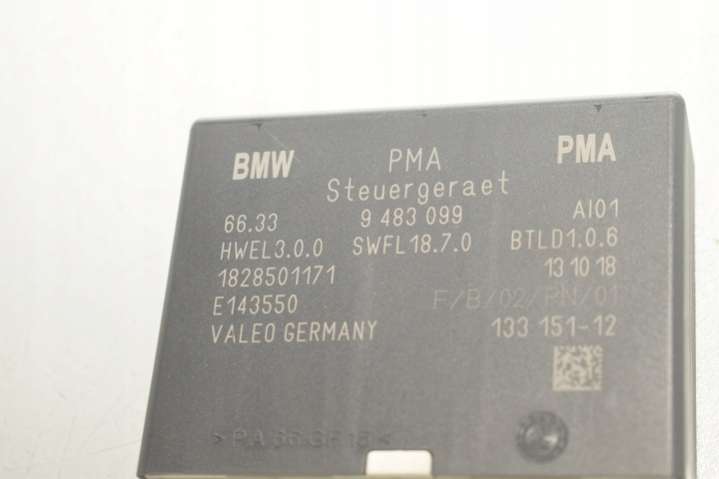 BMW PMA PMA
Steuergeraet
66.33 9 483 099 AI01
HWEL3.0.0 SWFL18.7.0 BTLD1.0.6
1828501171 13 10 18
E143550 F/B/02/PN/01
VALEO GERMANY 133 151-12
>PA 66 GF 15<